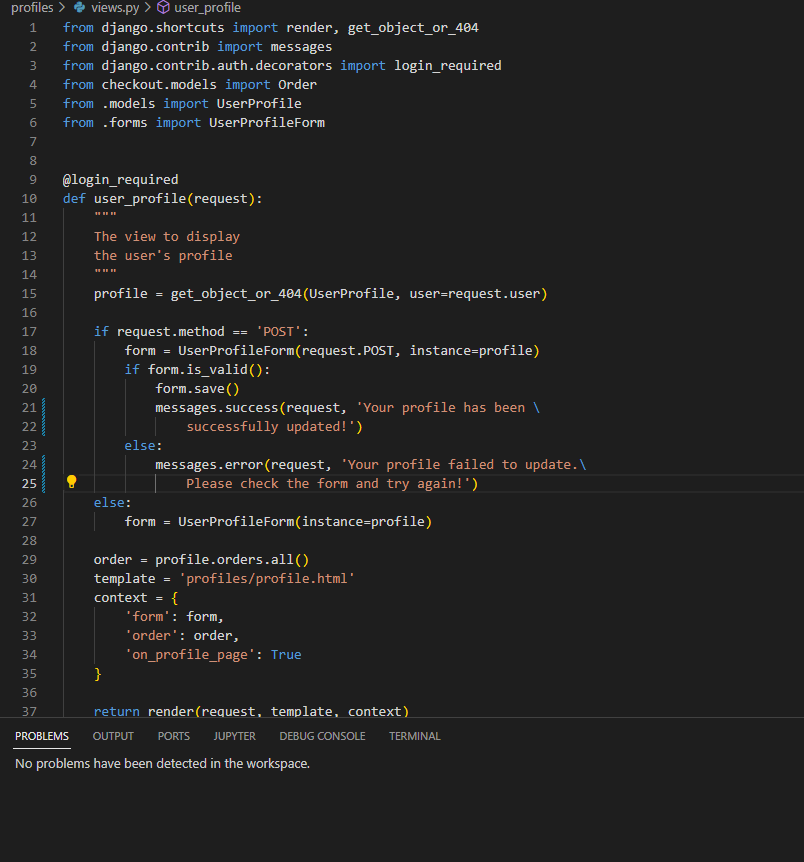 profiles > views.py > user_profile
1 from django.shortcuts import render, get_object_or_404
2 from django.contrib import messages
3 from django.contrib.auth.decorators import login_required
4 from checkout.models import Order
5 from .models import UserProfile
6 from .forms import UserProfileForm
7
8
9 @login_required
10 def user_profile(request):
11     """
12     The view to display
13     the user's profile
14     """
15     profile = get_object_or_404(UserProfile, user=request.user)
16
17     if request.method == 'POST':
18         form = UserProfileForm(request.POST, instance=profile)
19         if form.is_valid():
20             form.save()
21             messages.success(request, 'Your profile has been \
22                 successfully updated!')
23         else:
24             messages.error(request, 'Your profile failed to update.\
25                 Please check the form and try again!')
26     else:
27         form = UserProfileForm(instance=profile)
28
29     order = profile.orders.all()
30     template = 'profiles/profile.html'
31     context = {
32         'form': form,
33         'order': order,
34         'on_profile_page': True
35     }
36
37     return render(request, template, context)
PROBLEMS OUTPUT PORTS JUPYTER DEBUG CONSOLE TERMINAL
No problems have been detected in the workspace.